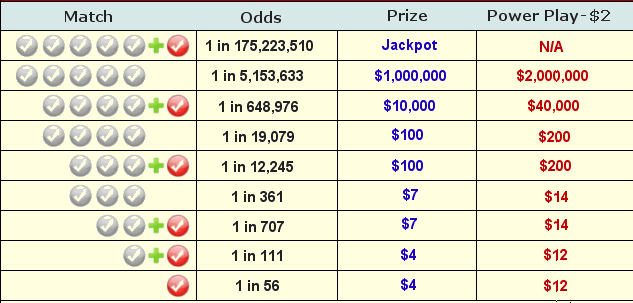 Match Odds Prize Power Play-$2
1 in 175,223,510 Jackpot N/A
1 in 5,153,633 $1,000,000 $2,000,000
1 in 648,976 $10,000 $40,000
1 in 19,079 $100 $200
1 in 12,245 $100 $200
1 in 361 $7 $14
1 in 707 $7 $14
1 in 111 $4 $12
1 in 56 $4 $12